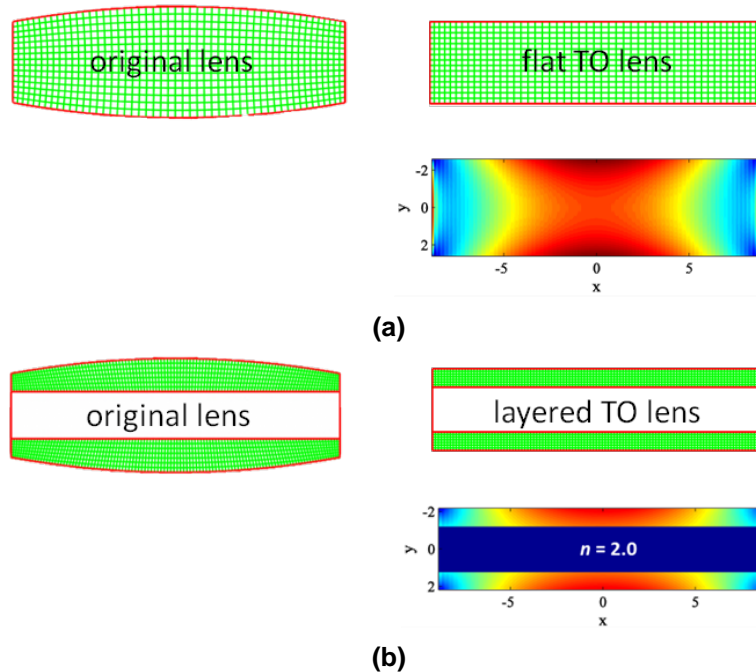 original lens
flat TO lens
-2
y 0
2
-5 0 5
x
(a)
original lens
layered TO lens
-2
y 0
2
n = 2.0
-5 0 5
x
(b)